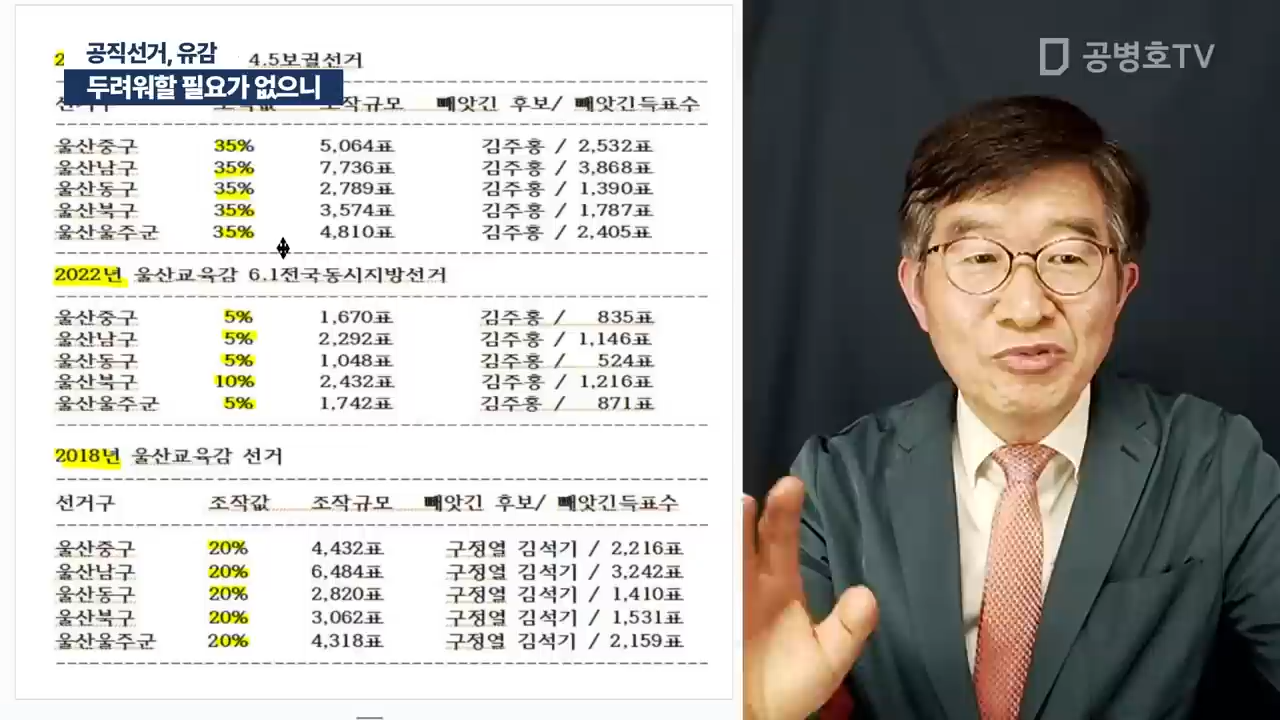 공직선거, 유감
4.5보궐선거
두려워할 필요가 없으니
빼앗긴 후보/ 빼앗긴득표수
울산중구 35% 5,064표 김주홍 / 2,532표
울산남구 35% 7,736표 김주홍 / 3,868표
울산동구 35% 2,789표 김주홍 / 1,390표
울산북구 35% 3,574표 김주홍 / 1,787표
울산울주군 35% 4,810표 김주홍 / 2,405표
2022년 울산교육감 6.1전국동시지방선거
울산중구 5% 1,670표 김주홍 / 835표
울산남구 5% 2,292표 김주홍 / 1,146표
울산동구 5% 1,048표 김주홍 / 524표
울산북구 10% 2,432표 김주홍 / 1,216표
울산울주군 5% 1,742표 김주홍 / 871표
2018년 울산교육감 선거
선거구 조작값 조작규모 빼앗긴 후보/ 빼앗긴득표수
울산중구 20% 4,432표 구정열 김석기 / 2,216표
울산남구 20% 6,484표 구정열 김석기 / 3,242표
울산동구 20% 2,820표 구정열 김석기 / 1,410표
울산북구 20% 3,062표 구정열 김석기 / 1,531표
울산울주군 20% 4,318표 구정열 김석기 / 2,159표
공병호TV